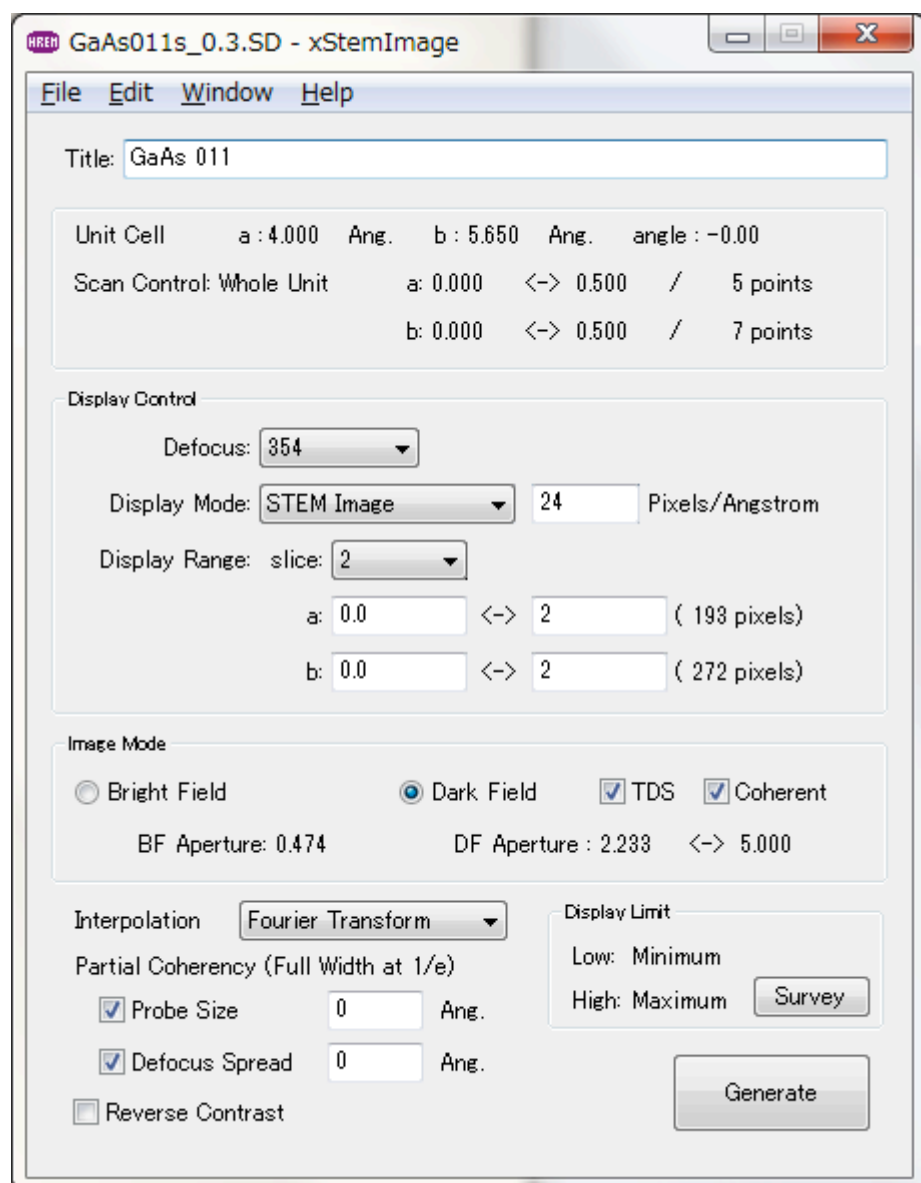 HREM GaAs011s_0.3.SD - xStemImage
File Edit Window Help
Title: GaAs 011
Unit Cell a : 4.000 Ang. b : 5.650 Ang. angle : -0.00
Scan Control: Whole Unit a: 0.000 <-> 0.500 / 5 points
b: 0.000 <-> 0.500 / 7 points
Display Control
Defocus: 354
Display Mode: STEM Image 24 Pixels/Angstrom
Display Range: slice: 2
a: 0.0 <-> 2 ( 193 pixels)
b: 0.0 <-> 2 ( 272 pixels)
Image Mode
Bright Field Dark Field TDS Coherent
BF Aperture: 0.474 DF Aperture : 2.233 <-> 5.000
Interpolation Fourier Transform
Partial Coherency (Full Width at 1/e)
Probe Size 0 Ang.
Defocus Spread 0 Ang.
Reverse Contrast
Display Limit
Low: Minimum
High: Maximum Survey
Generate